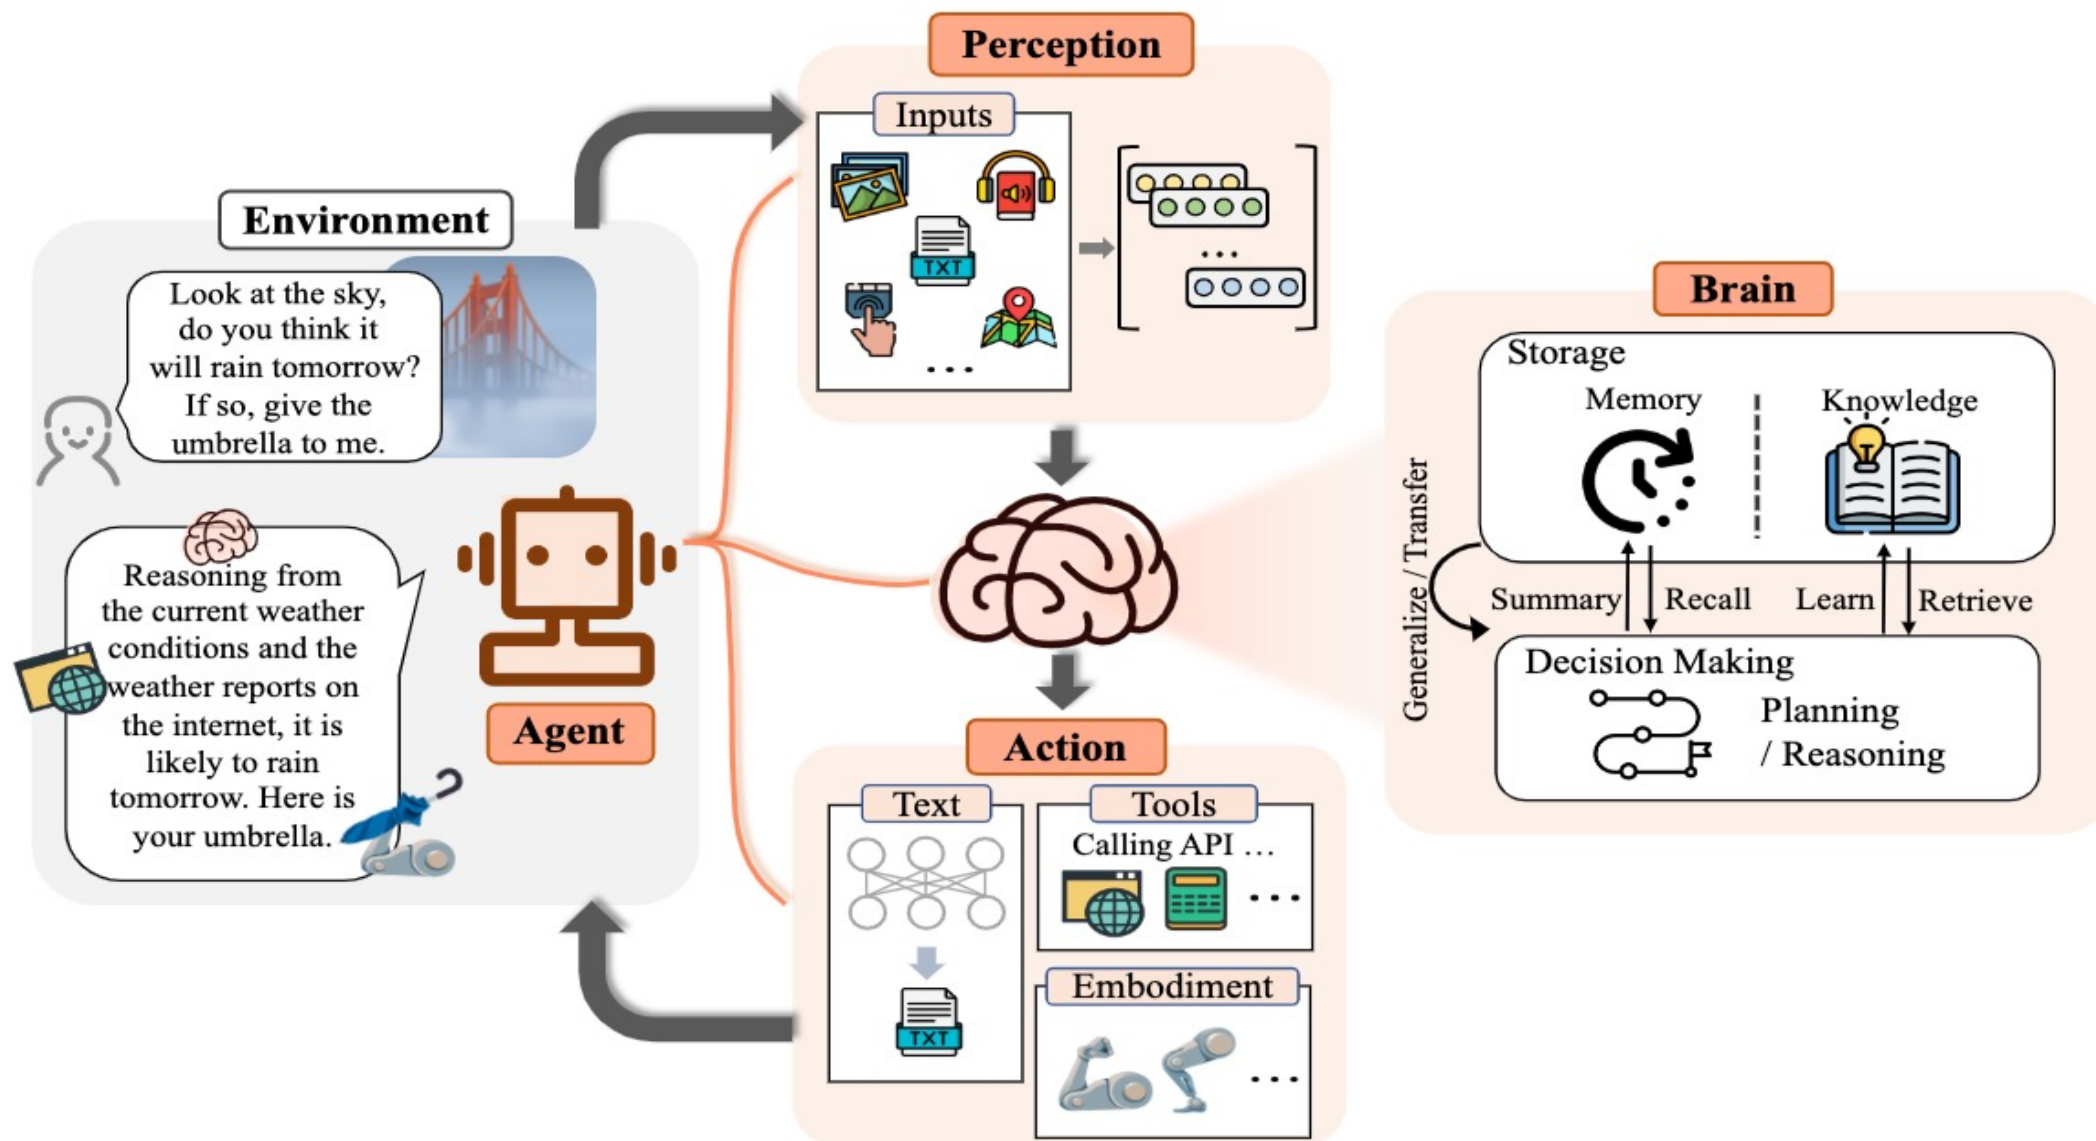 Perception
Inputs
TXT
...
...
Environment
Look at the sky,
do you think it
will rain tomorrow?
If so, give the
umbrella to me.
Reasoning from
the current weather
conditions and the
weather reports on
the internet, it is
likely to rain
tomorrow. Here is
your umbrella.
Agent
Brain
Storage
Memory
Knowledge
Generalize / Transfer
Summary
Recall
Learn
Retrieve
Decision Making
Planning
/ Reasoning
Action
Text
TXT
Tools
Calling API ...
...
Embodiment
...